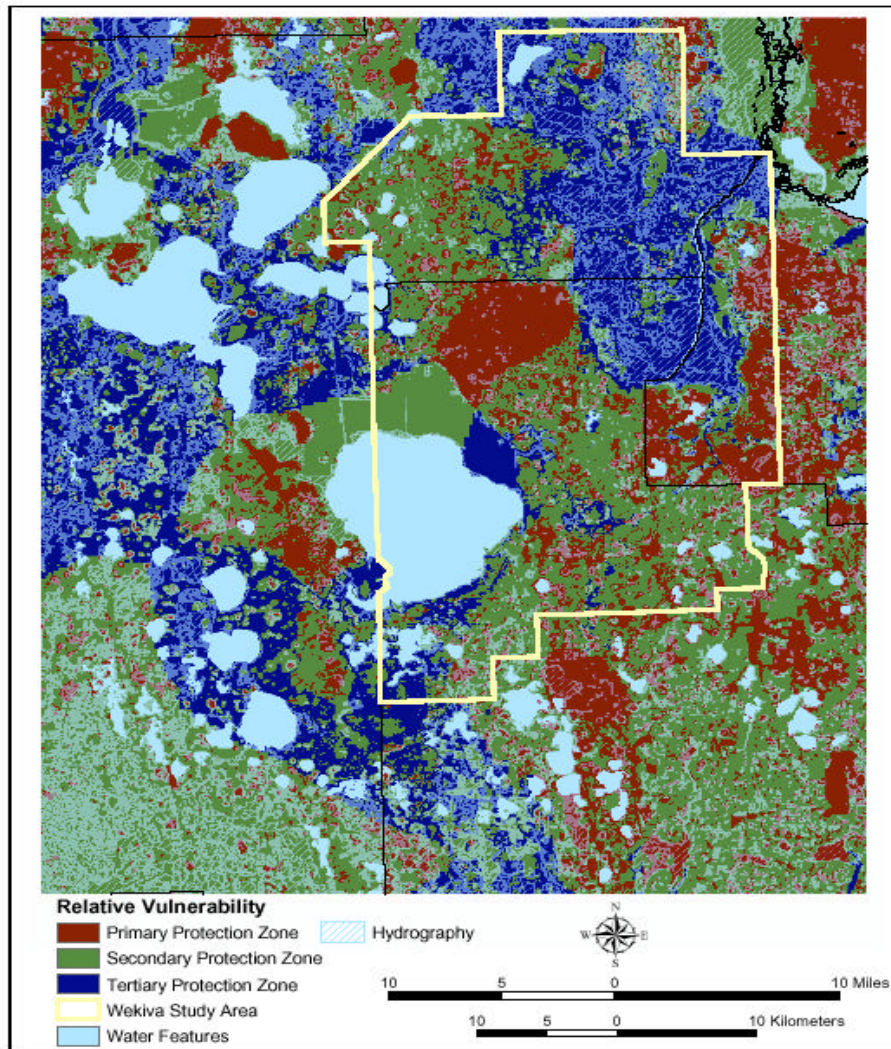 Relative Vulnerability
Primary Protection Zone
Hydrography
Secondary Protection Zone
Tertiary Protection Zone
Wekiva Study Area
Water Features
N
W E
S
10 5 0 10 Miles
10 5 0 10 Kilometers